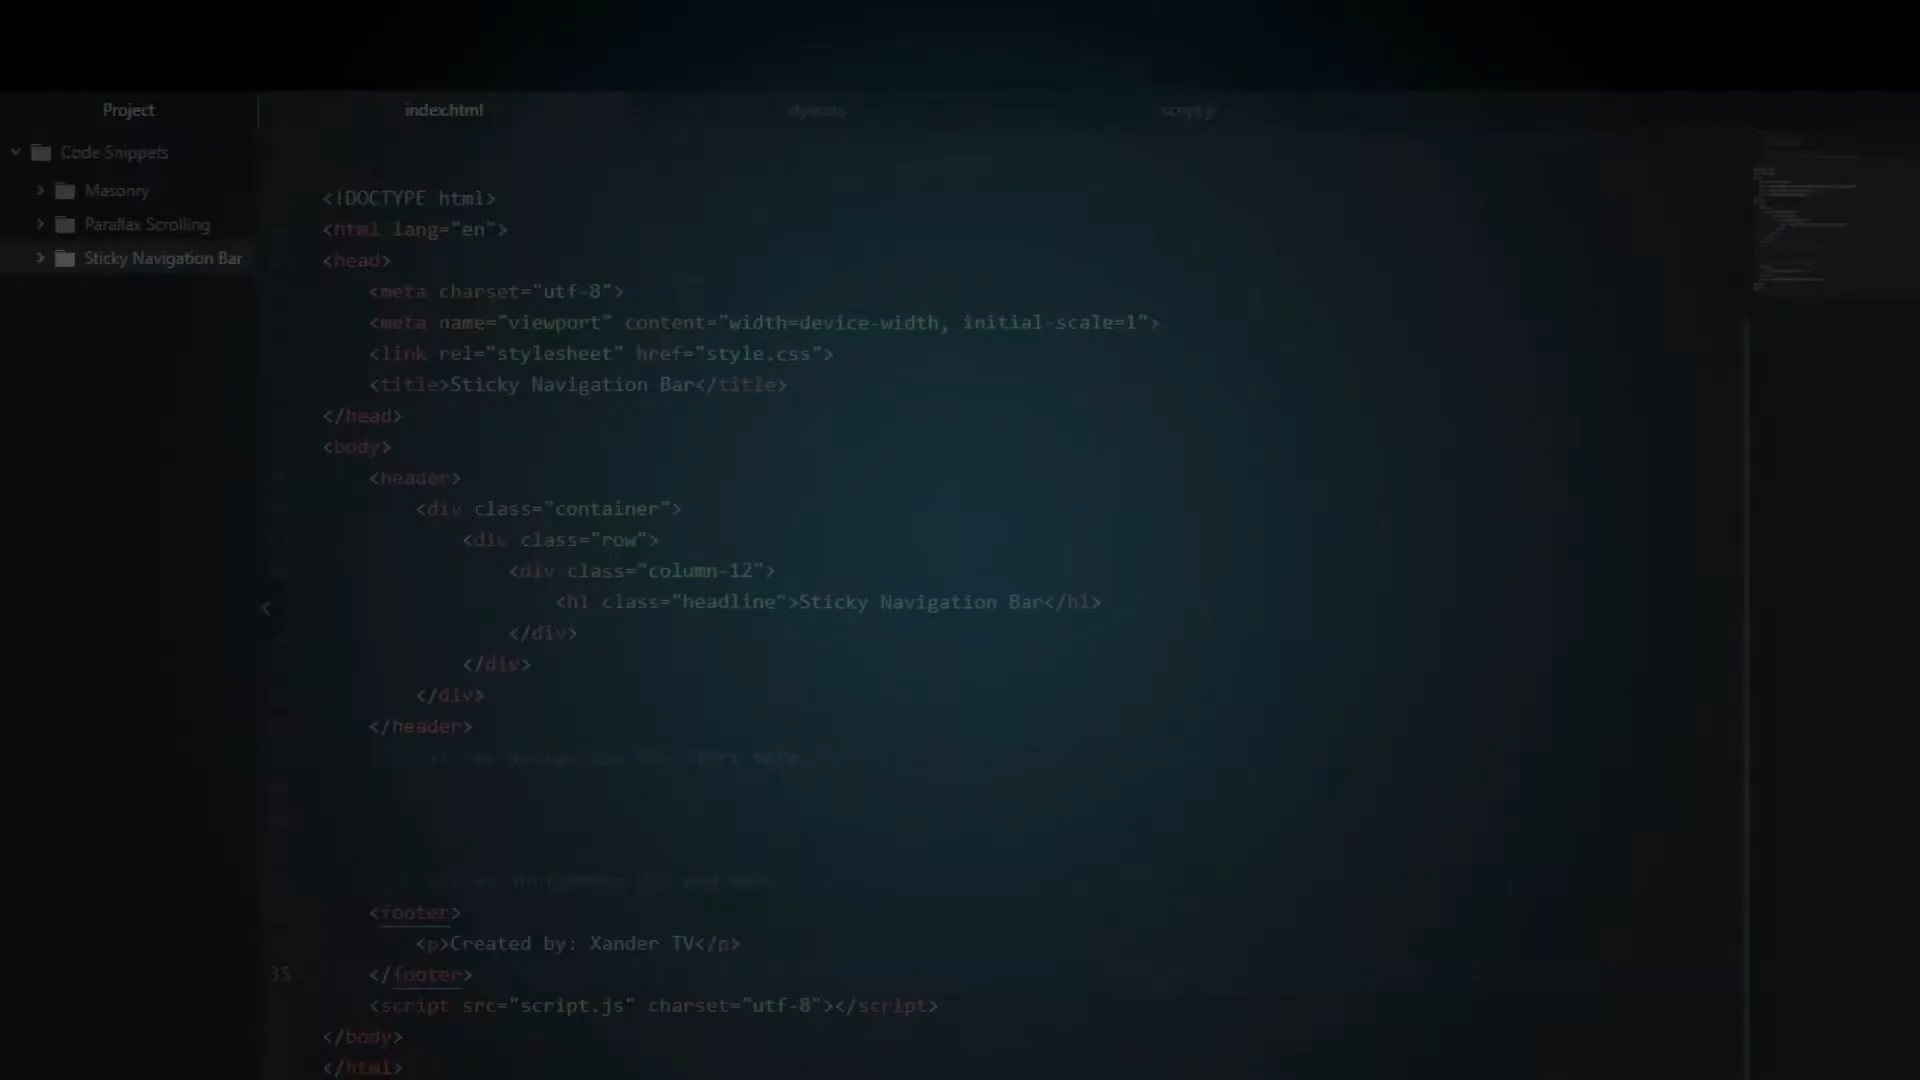 Project
index.html
Code Snippets
Masonry
Parallax Scrolling
Sticky Navigation Bar
<!DOCTYPE html>
<html lang="en">
<head>
<meta charset="utf-8">
<meta name="viewport" content="width=device-width, initial-scale=1">
<link rel="stylesheet" href="style.css">
<title>Sticky Navigation Bar</title>
</head>
<body>
<header>
<div class="container">
<div class="row">
<div class="column-12">
<h1 class="headline">Sticky Navigation Bar</h1>
</div>
</div>
</div>
</header>
<footer>
<p>Created by: Xander TV</p>
35 </footer>
<script src="script.js" charset="utf-8"></script>
</body>
</html>